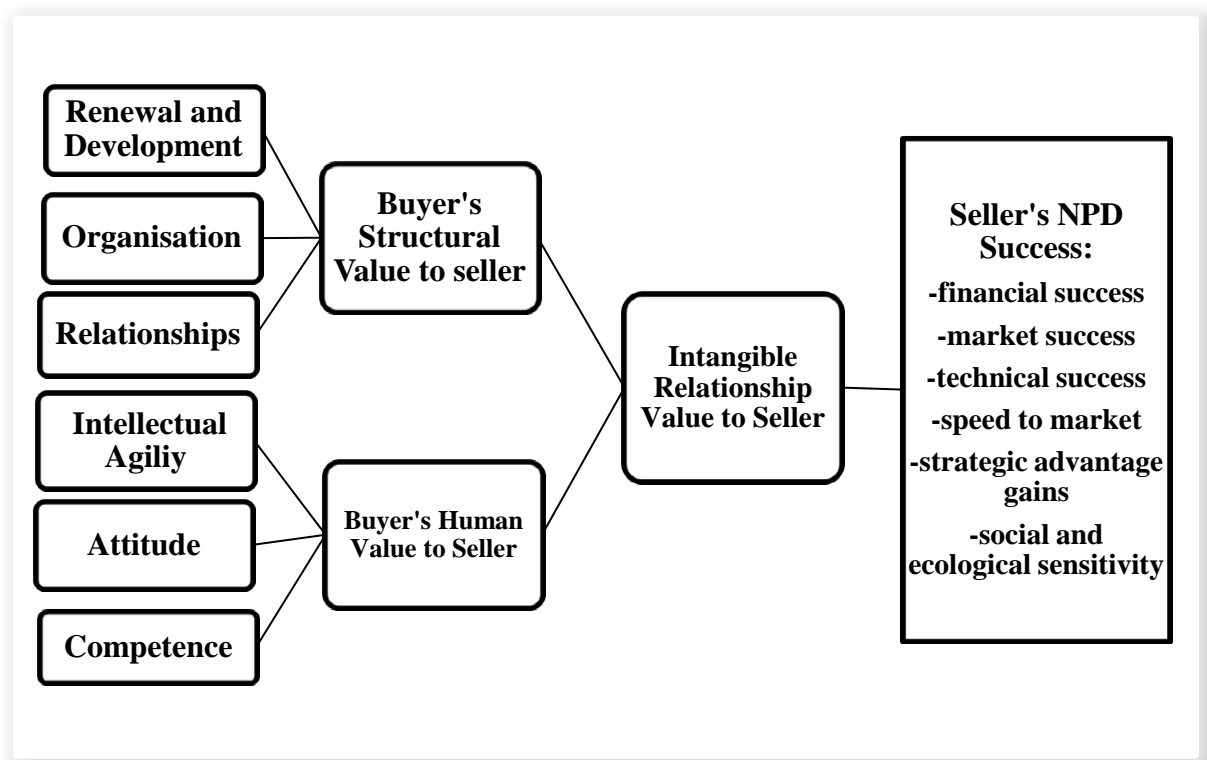 Renewal and
Development
Organisation
Relationships
Intellectual
Agiliy
Attitude
Competence
Buyer's
Structural
Value to seller
Buyer's Human
Value to Seller
Intangible
Relationship
Value to Seller
Seller's NPD
Success:
-financial success
-market success
-technical success
-speed to market
-strategic advantage
gains
-social and
ecological sensitivity